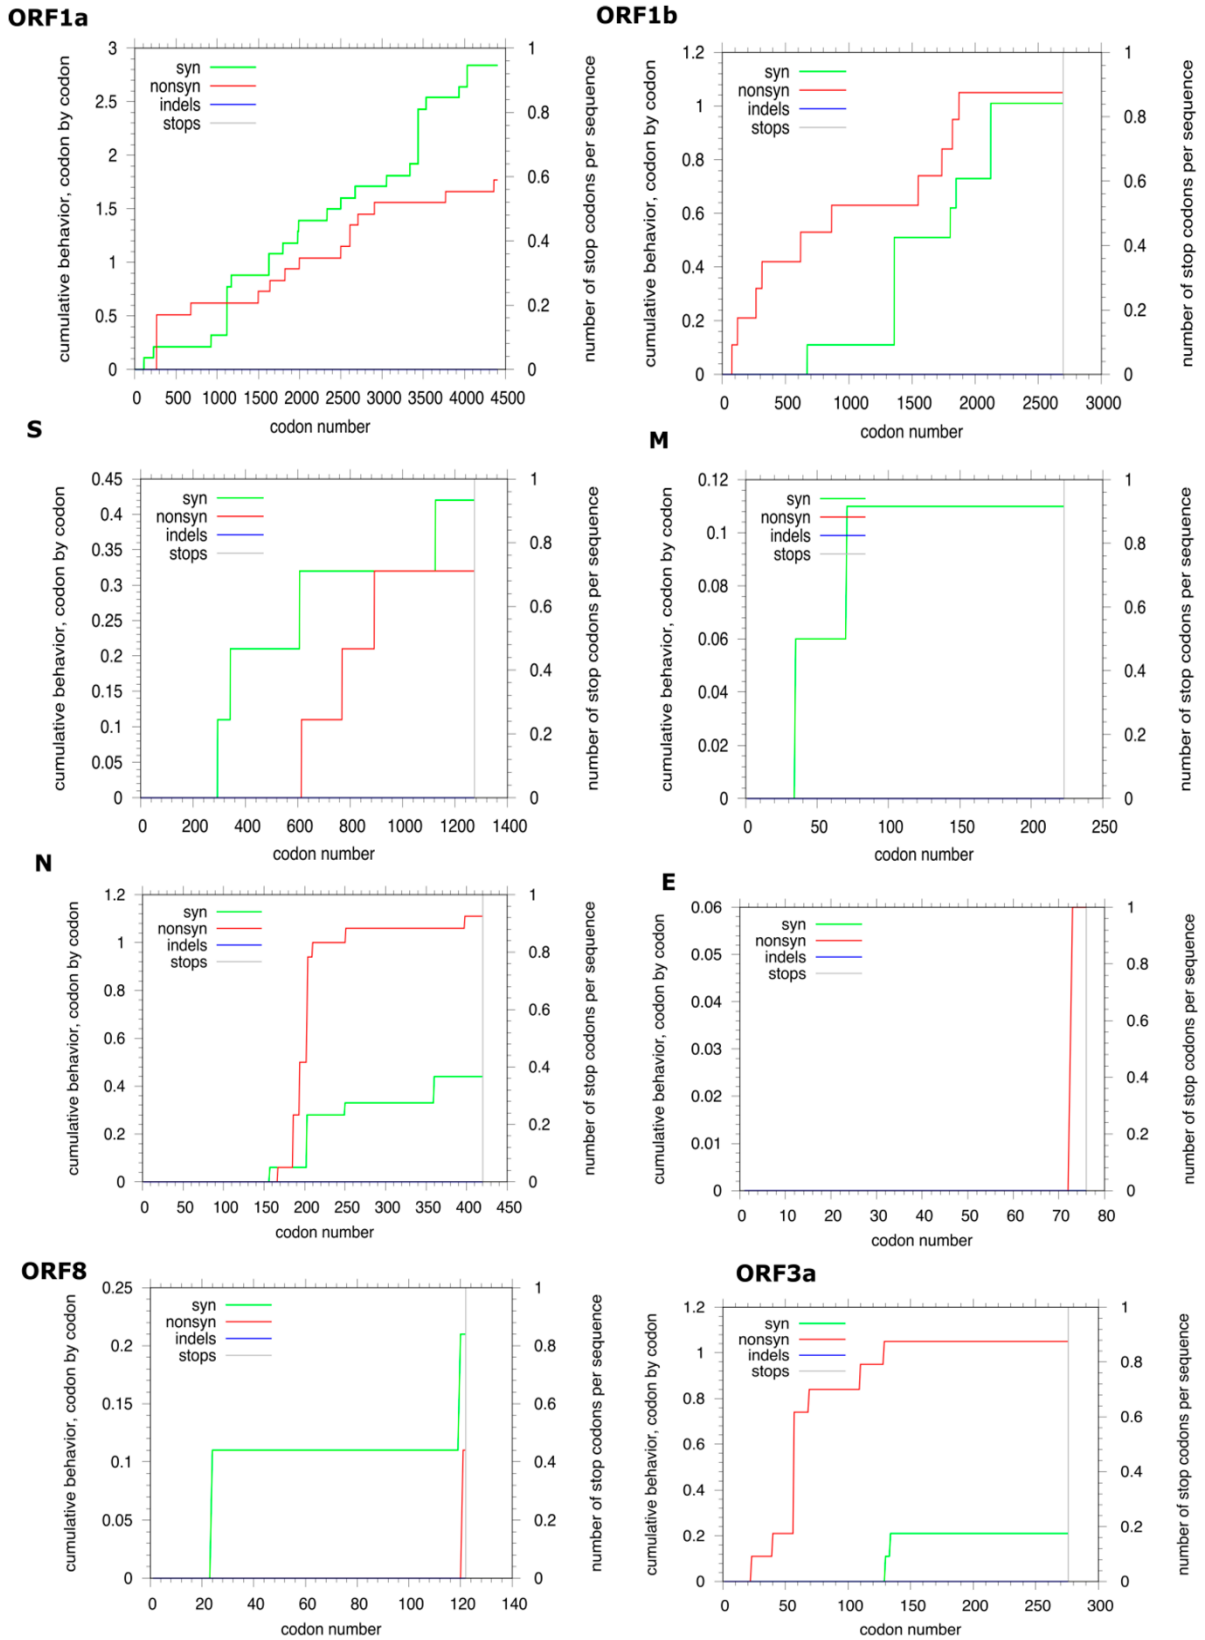 ORF1a
cumulative behavior, codon by codon
3
2.5
2
1.5
1
0.5
0
syn
nonsyn
indels
stops
1
0.8
0.6
0.4
0.2
0
number of stop codons per sequence
0 500 1000 1500 2000 2500 3000 3500 4000 4500
codon number
ORF1b
cumulative behavior, codon by codon
1.2
1
0.8
0.6
0.4
0.2
0
syn
nonsyn
indels
stops
1
0.8
0.6
0.4
0.2
0
number of stop codons per sequence
0 500 1000 1500 2000 2500 3000
codon number
S
cumulative behavior, codon by codon
0.45
0.4
0.35
0.3
0.25
0.2
0.15
0.1
0.05
0
syn
nonsyn
indels
stops
1
0.8
0.6
0.4
0.2
0
number of stop codons per sequence
0 200 400 600 800 1000 1200 1400
codon number
M
cumulative behavior, codon by codon
0.12
0.1
0.08
0.06
0.04
0.02
0
syn
nonsyn
indels
stops
1
0.8
0.6
0.4
0.2
0
number of stop codons per sequence
0 50 100 150 200 250
codon number
N
cumulative behavior, codon by codon
1.2
1
0.8
0.6
0.4
0.2
0
syn
nonsyn
indels
stops
1
0.8
0.6
0.4
0.2
0
number of stop codons per sequence
0 50 100 150 200 250 300 350 400 450
codon number
E
cumulative behavior, codon by codon
0.06
0.05
0.04
0.03
0.02
0.01
0
syn
nonsyn
indels
stops
1
0.8
0.6
0.4
0.2
0
number of stop codons per sequence
0 10 20 30 40 50 60 70 80
codon number
ORF8
cumulative behavior, codon by codon
0.25
0.2
0.15
0.1
0.05
0
syn
nonsyn
indels
stops
1
0.8
0.6
0.4
0.2
0
number of stop codons per sequence
0 20 40 60 80 100 120 140
codon number
ORF3a
cumulative behavior, codon by codon
1.2
1
0.8
0.6
0.4
0.2
0
syn
nonsyn
indels
stops
1
0.8
0.6
0.4
0.2
0
number of stop codons per sequence
0 50 100 150 200 250 300
codon number